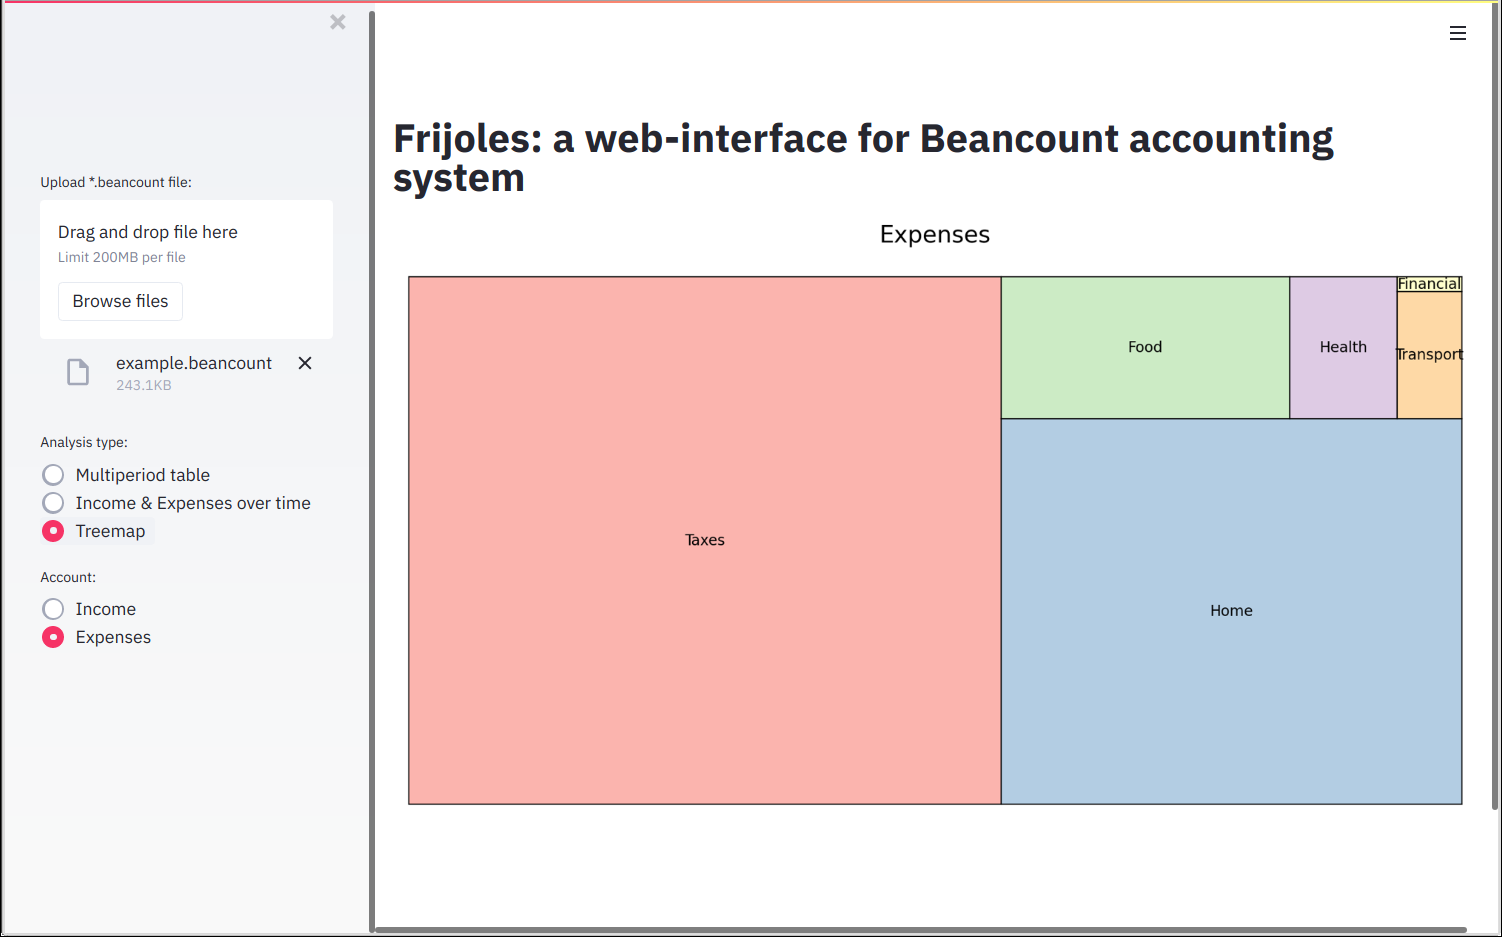 Upload *.beancount file:
Drag and drop file here
Limit 200MB per file
Browse files
example.beancount
243.1KB
Analysis type:
Multiperiod table
Income & Expenses over time
Treemap
Account:
Income
Expenses
Frijoles: a web-interface for Beancount accounting
system
Expenses
Financial
Food
Health
Transport
Taxes
Home